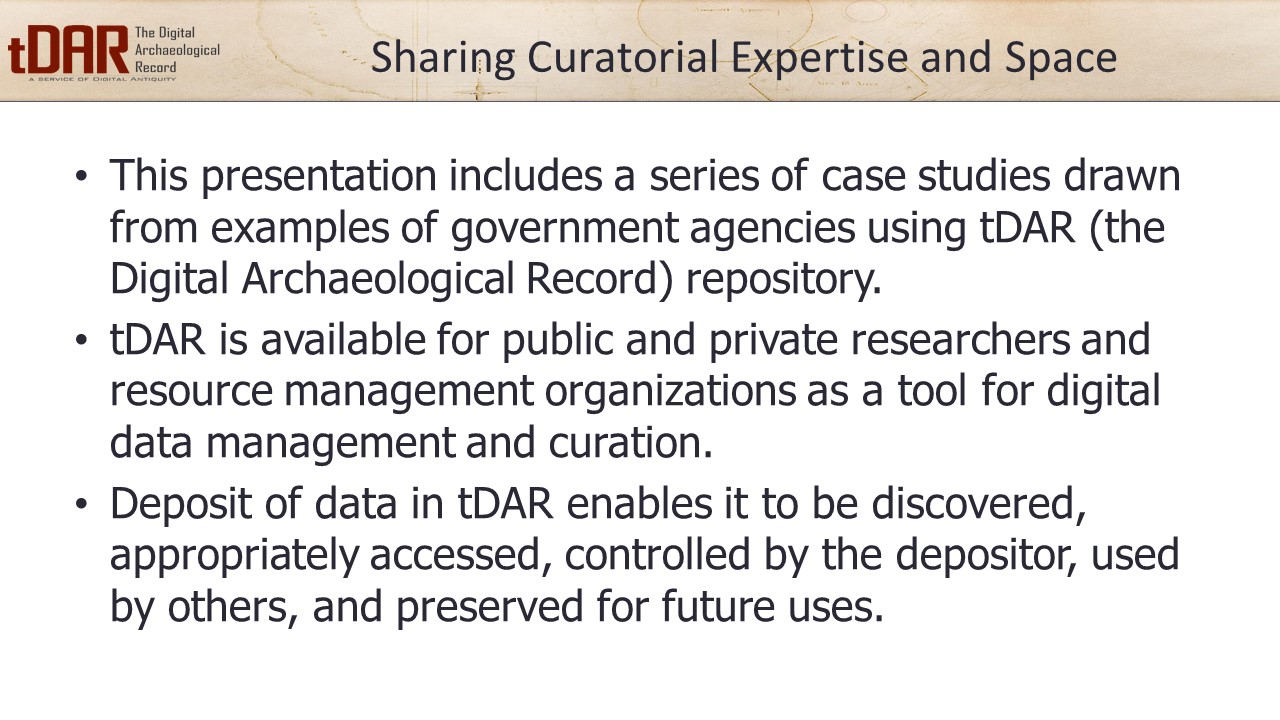 tDAR
The Digital
Archaeological
Record
A SERVICE OF DIGITAL ANTIQUITY
Sharing Curatorial Expertise and Space
• This presentation includes a series of case studies drawn
from examples of government agencies using tDAR (the
Digital Archaeological Record) repository.
• tDAR is available for public and private researchers and
resource management organizations as a tool for digital
data management and curation.
• Deposit of data in tDAR enables it to be discovered,
appropriately accessed, controlled by the depositor, used
by others, and preserved for future uses.